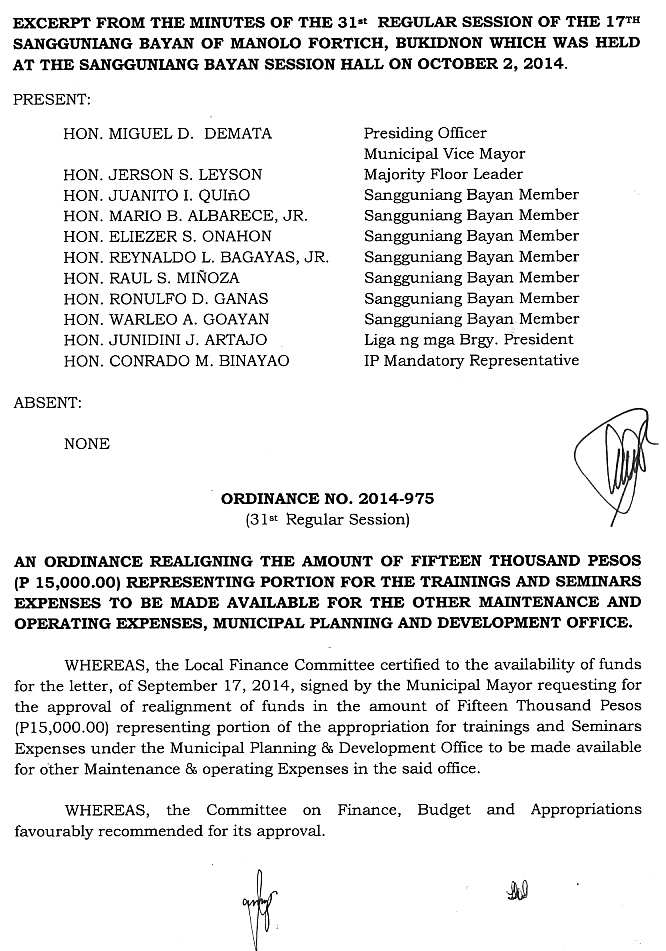 EXCERPT FROM THE MINUTES OF THE 31st REGULAR SESSION OF THE 17TH
SANGGUNIANG BAYAN OF MANOLO FORTICH, BUKIDNON WHICH WAS HELD
AT THE SANGGUNIANG BAYAN SESSION HALL ON OCTOBER 2, 2014.
PRESENT:
HON. MIGUEL D. DEMATA Presiding Officer
Municipal Vice Mayor
HON. JERSON S. LEYSON Majority Floor Leader
HON. JUANITO I. QUIñO Sangguniang Bayan Member
HON. MARIO B. ALBARECE, JR. Sangguniang Bayan Member
HON. ELIEZER S. ONAHON Sangguniang Bayan Member
HON. REYNALDO L. BAGAYAS, JR. Sangguniang Bayan Member
HON. RAUL S. MIÑOZA Sangguniang Bayan Member
HON. RONULFO D. GANAS Sangguniang Bayan Member
HON. WARLEO A. GOAYAN Sangguniang Bayan Member
HON. JUNIDINI J. ARTAJO Liga ng mga Brgy. President
HON. CONRADO M. BINAYAO IP Mandatory Representative
ABSENT:
NONE
ORDINANCE NO. 2014-975
(31st Regular Session)
AN ORDINANCE REALIGNING THE AMOUNT OF FIFTEEN THOUSAND PESOS
(P 15,000.00) REPRESENTING PORTION FOR THE TRAININGS AND SEMINARS
EXPENSES TO BE MADE AVAILABLE FOR THE OTHER MAINTENANCE AND
OPERATING EXPENSES, MUNICIPAL PLANNING AND DEVELOPMENT OFFICE.
WHEREAS, the Local Finance Committee certified to the availability of funds
for the letter, of September 17, 2014, signed by the Municipal Mayor requesting for
the approval of realignment of funds in the amount of Fifteen Thousand Pesos
(P15,000.00) representing portion of the appropriation for trainings and Seminars
Expenses under the Municipal Planning & Development Office to be made available
for other Maintenance & operating Expenses in the said office.
WHEREAS, the Committee on Finance, Budget and Appropriations
favourably recommended for its approval.